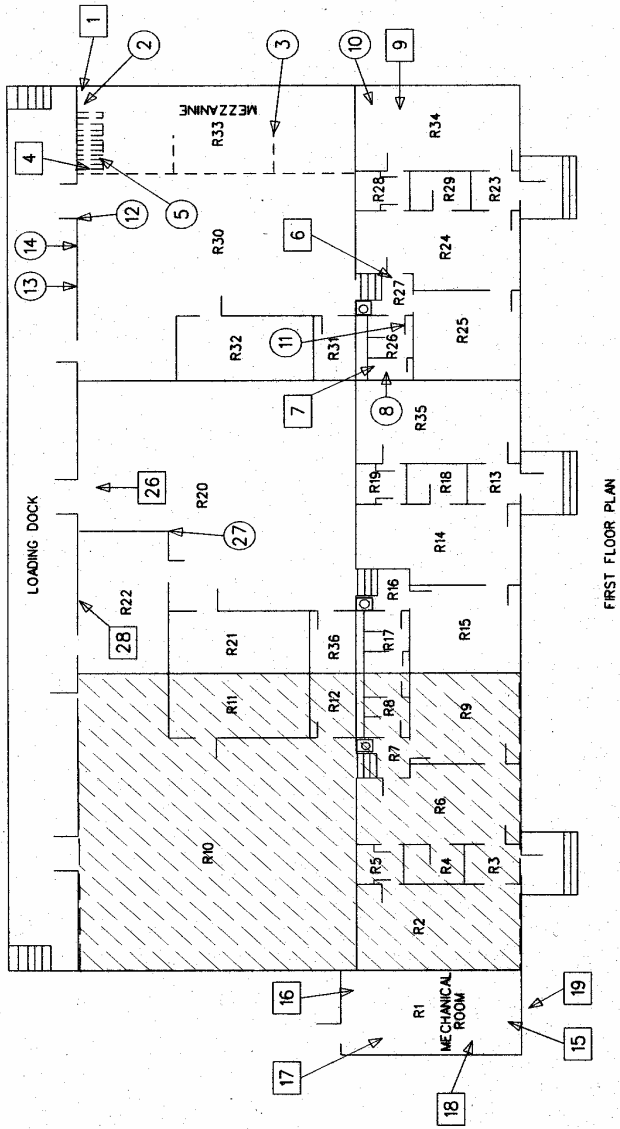 1
2
3
10
9
4
5
12
14
13
LOADING DOCK
MEZZANINE
R33
R34
R28
R29
R23
R30
6
R24
R27
R32
R31
11
R26
R25
7
8
R35
26
R20
R19
R18
R13
27
R14
R22
28
R16
R21
R36
R17
R15
R11
R12
R8
R9
R7
R6
R10
R5
R4
R3
R2
16
R1
MECHANICAL
ROOM
17
18
15
19
FIRST FLOOR PLAN